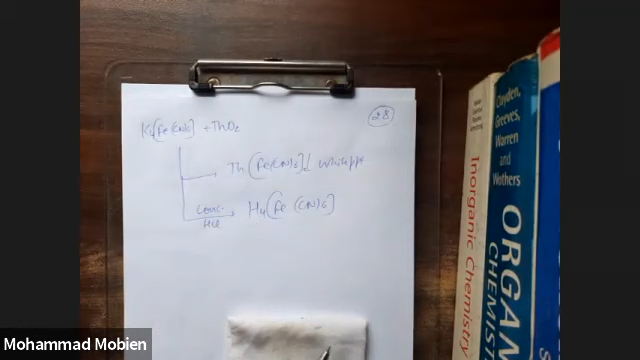 28
K4[Fe(CN)6] + ThO2
Th[Fe(CN)6]↓ white ppt
Conc.
HCl
H4[Fe(CN)6]
Clayden,
Greeves,
Warren
and
Wothers
ORGAN
CHEMISTRY
Inorganic Chemistry
Mohammad Mobien